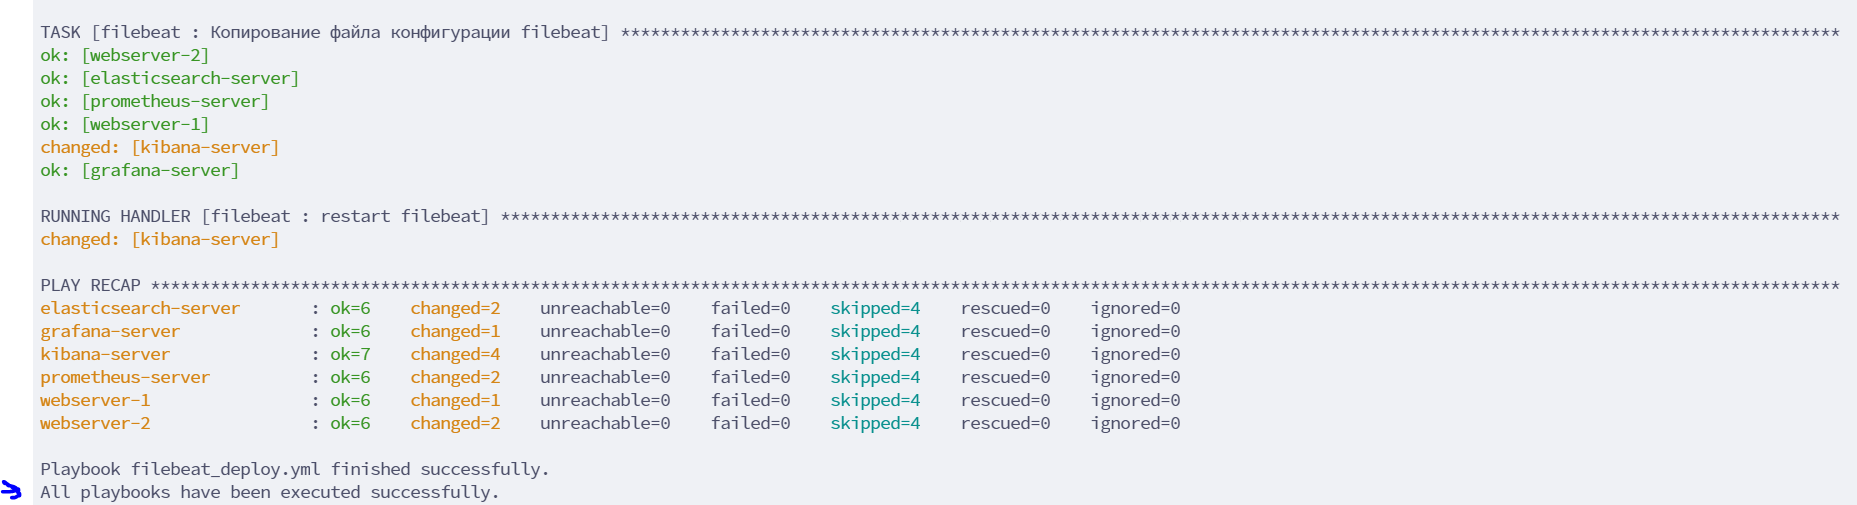 TASK [filebeat : Копирование файла конфигурации filebeat] **************************************************************************************************************************
ok: [webserver-2]
ok: [elasticsearch-server]
ok: [prometheus-server]
ok: [webserver-1]
changed: [kibana-server]
ok: [grafana-server]
RUNNING HANDLER [filebeat : restart filebeat] **************************************************************************************************************************************
changed: [kibana-server]
PLAY RECAP *************************************************************************************************************************************************************************
elasticsearch-server       : ok=6    changed=2    unreachable=0    failed=0    skipped=4    rescued=0    ignored=0
grafana-server             : ok=6    changed=1    unreachable=0    failed=0    skipped=4    rescued=0    ignored=0
kibana-server              : ok=7    changed=4    unreachable=0    failed=0    skipped=4    rescued=0    ignored=0
prometheus-server          : ok=6    changed=2    unreachable=0    failed=0    skipped=4    rescued=0    ignored=0
webserver-1                : ok=6    changed=1    unreachable=0    failed=0    skipped=4    rescued=0    ignored=0
webserver-2                : ok=6    changed=2    unreachable=0    failed=0    skipped=4    rescued=0    ignored=0
Playbook filebeat_deploy.yml finished successfully.
All playbooks have been executed successfully.